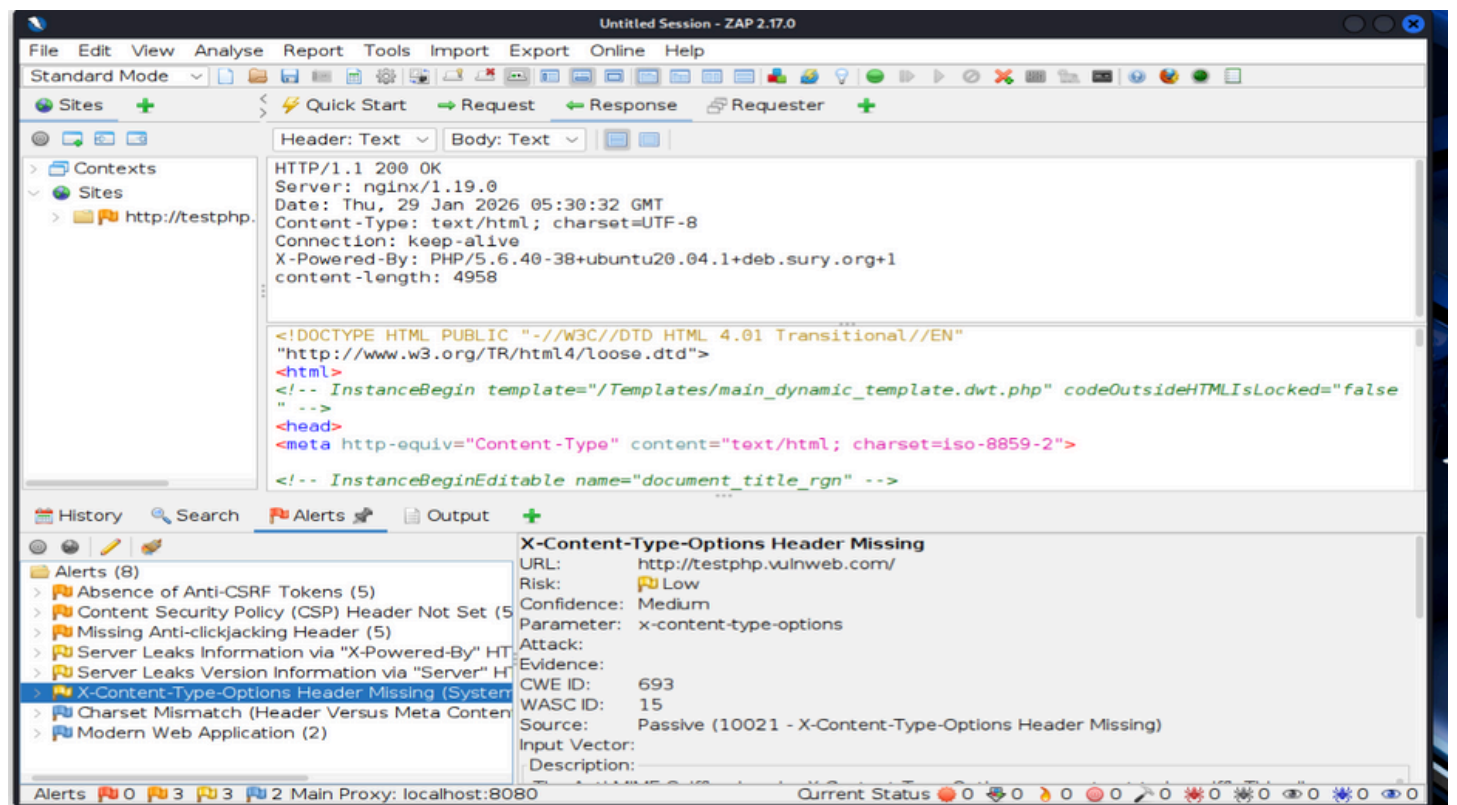 Untitled Session - ZAP 2.17.0
File Edit View Analyse Report Tools Import Export Online Help
Standard Mode
Sites Quick Start Request Response Requester
Header: Text Body: Text
Contexts
Sites
http://testphp.
HTTP/1.1 200 OK
Server: nginx/1.19.0
Date: Thu, 29 Jan 2026 05:30:32 GMT
Content-Type: text/html; charset=UTF-8
Connection: keep-alive
X-Powered-By: PHP/5.6.40-38+ubuntu20.04.1+deb.sury.org+1
content-length: 4958
<!DOCTYPE HTML PUBLIC "-//W3C//DTD HTML 4.01 Transitional//EN"
"http://www.w3.org/TR/html4/loose.dtd">
<html>
<!-- InstanceBegin template="/Templates/main_dynamic_template.dwt.php" codeOutsideHTMLIsLocked="false
" -->
<head>
<meta http-equiv="Content-Type" content="text/html; charset=iso-8859-2">
<!-- InstanceBeginEditable name="document_title_rgn" -->
History Search Alerts Output
Alerts (8)
Absence of Anti-CSRF Tokens (5)
Content Security Policy (CSP) Header Not Set (5
Missing Anti-clickjacking Header (5)
Server Leaks Information via "X-Powered-By" HT
Server Leaks Version Information via "Server" H
X-Content-Type-Options Header Missing (System
Charset Mismatch (Header Versus Meta Conten
Modern Web Application (2)
X-Content-Type-Options Header Missing
URL: http://testphp.vulnweb.com/
Risk: Low
Confidence: Medium
Parameter: x-content-type-options
Attack:
Evidence:
CWE ID: 693
WASC ID: 15
Source: Passive (10021 - X-Content-Type-Options Header Missing)
Input Vector:
Description:
Alerts 0 3 3 2 Main Proxy: localhost:8080 Current Status 0 0 0 0 0 0 0 0 0 0